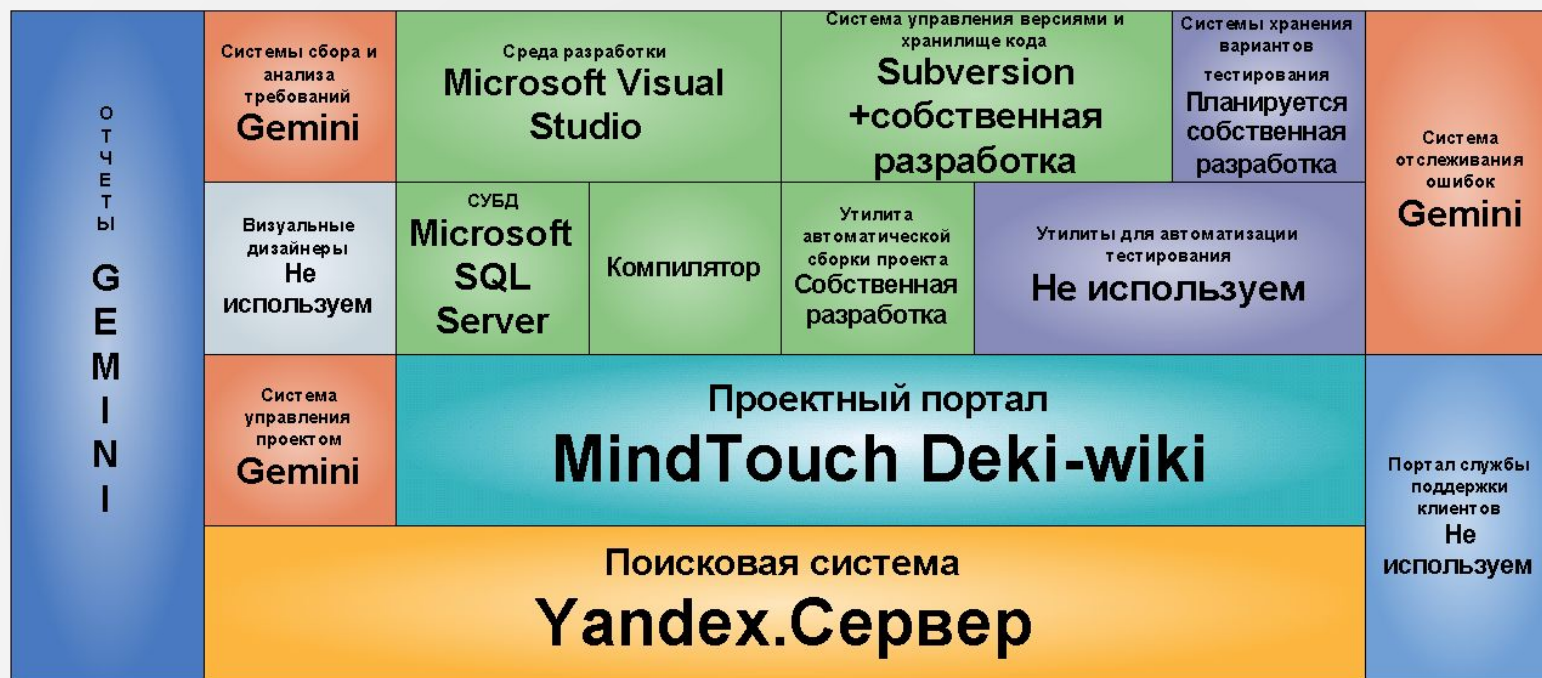 ОТЧЕТЫ GEMINI
Системы сбора и
анализа
требований
Gemini
Среда разработки
Microsoft Visual
Studio
Система управления версиями и
хранилище кода
Subversion
+собственная
разработка
Системы хранения
вариантов
тестирования
Планируется
собственная
разработка
Система
отслеживания
ошибок
Gemini
Визуальные
дизайнеры
Не
используем
СУБД
Microsoft
SQL
Server
Компилятор
Утилита
автоматической
сборки проекта
Собственная
разработка
Утилиты для автоматизации
тестирования
Не используем
Система
управления
проектом
Gemini
Проектный портал
MindTouch Deki-wiki
Портал службы
поддержки
клиентов
Не
используем
Поисковая система
Yandex.Сервер